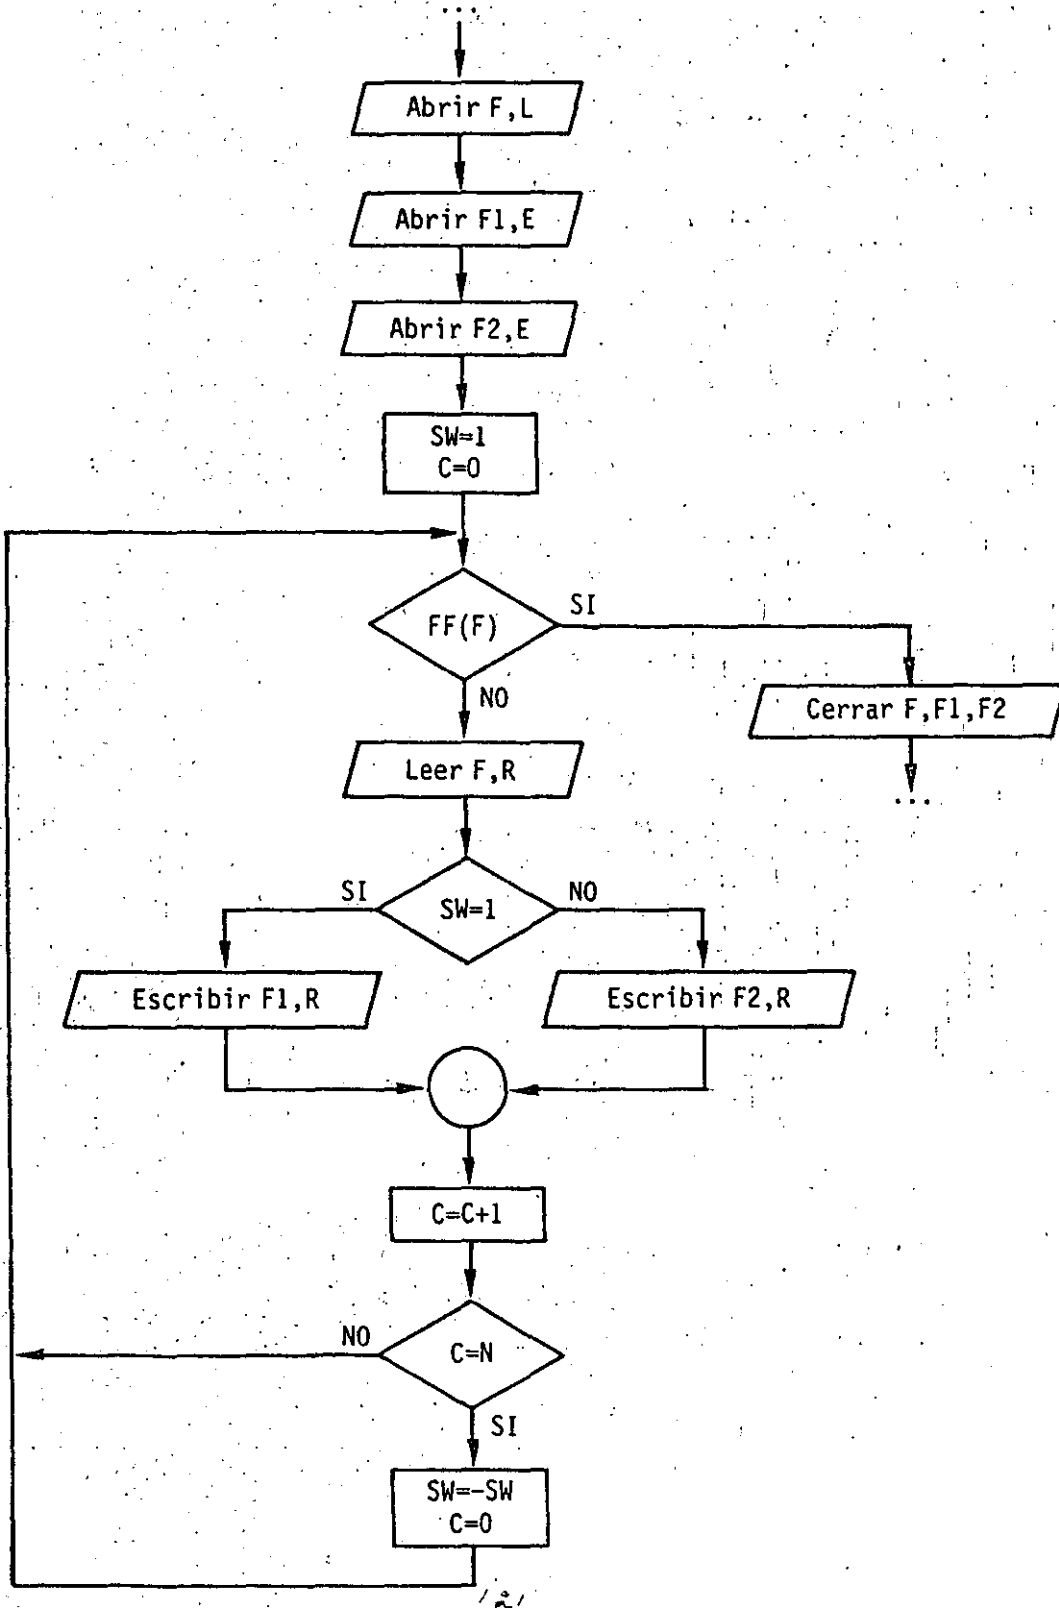 ...
Abrir F,L
Abrir F1,E
Abrir F2,E
SW=1
C=0
FF(F)
SI
NO
Cerrar F,F1,F2
...
Leer F,R
SW=1
SI
NO
Escribir F1,R
Escribir F2,R
C=C+1
C=N
NO
SI
SW=-SW
C=0